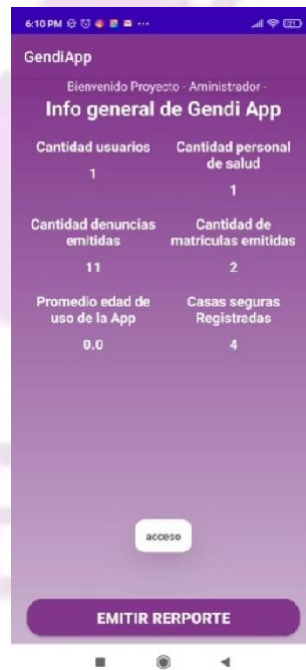 6:10 PM
GendiApp
Bienvenido Proyecto - Aministrador -
Info general de Gendi App
Cantidad usuarios
1
Cantidad personal
de salud
1
Cantidad denuncias
emitidas
11
Cantidad de
matriculas emitidas
2
Promedio edad de
uso de la App
0.0
Casas seguras
Registradas
4
acceso
EMITIR RERPORTE